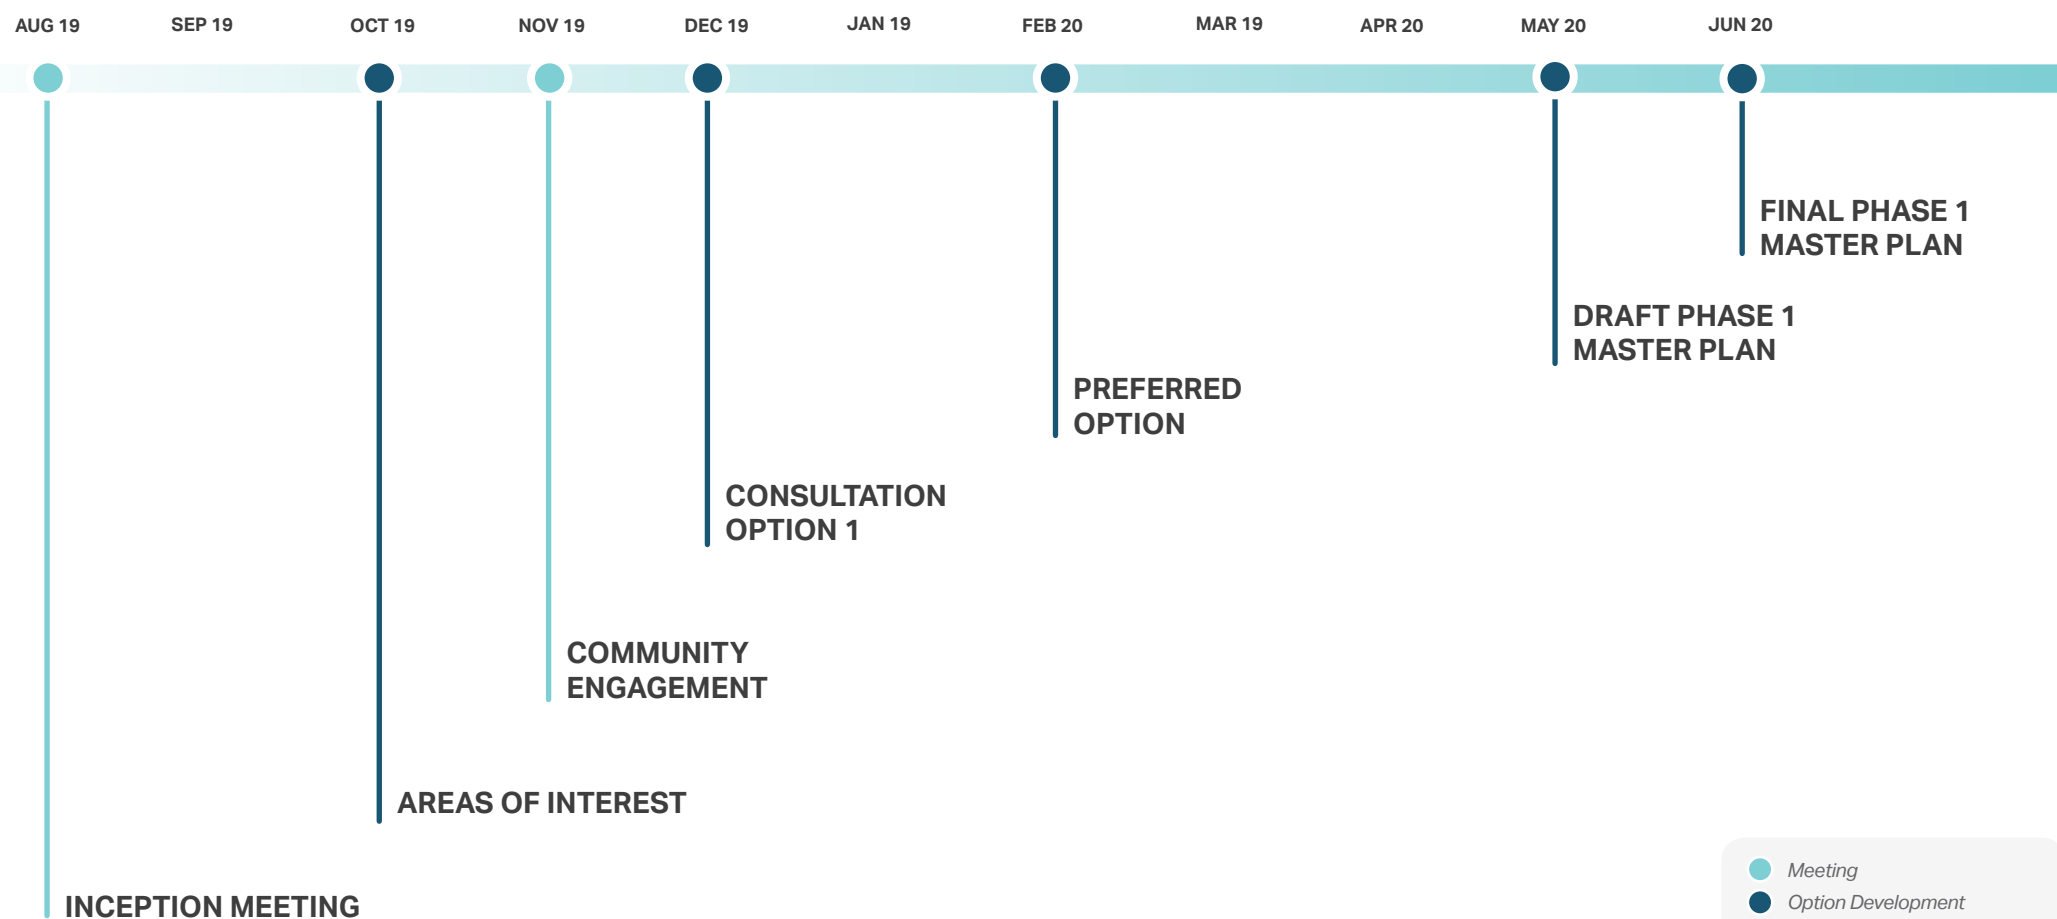 AUG 19
SEP 19
OCT 19
NOV 19
DEC 19
JAN 19
FEB 20
MAR 19
APR 20
MAY 20
JUN 20
FINAL PHASE 1
MASTER PLAN
DRAFT PHASE 1
MASTER PLAN
PREFERRED
OPTION
CONSULTATION
OPTION 1
COMMUNITY
ENGAGEMENT
AREAS OF INTEREST
INCEPTION MEETING
Meeting
Option Development